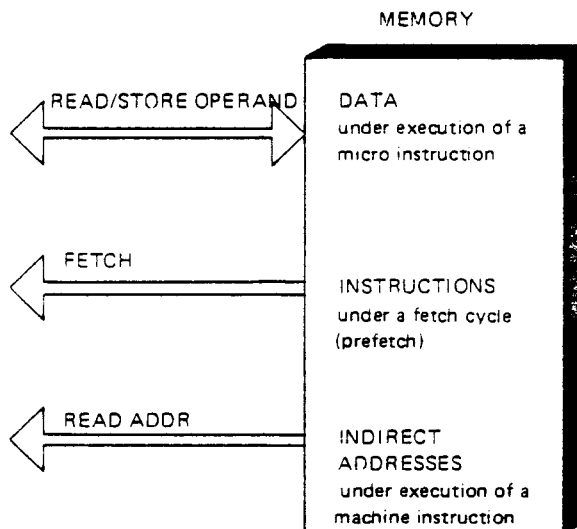 MEMORY
READ/STORE OPERAND
DATA
under execution of a
micro instruction
FETCH
INSTRUCTIONS
under a fetch cycle
(prefetch)
READ ADDR
INDIRECT
ADDRESSES
under execution of a
machine instruction